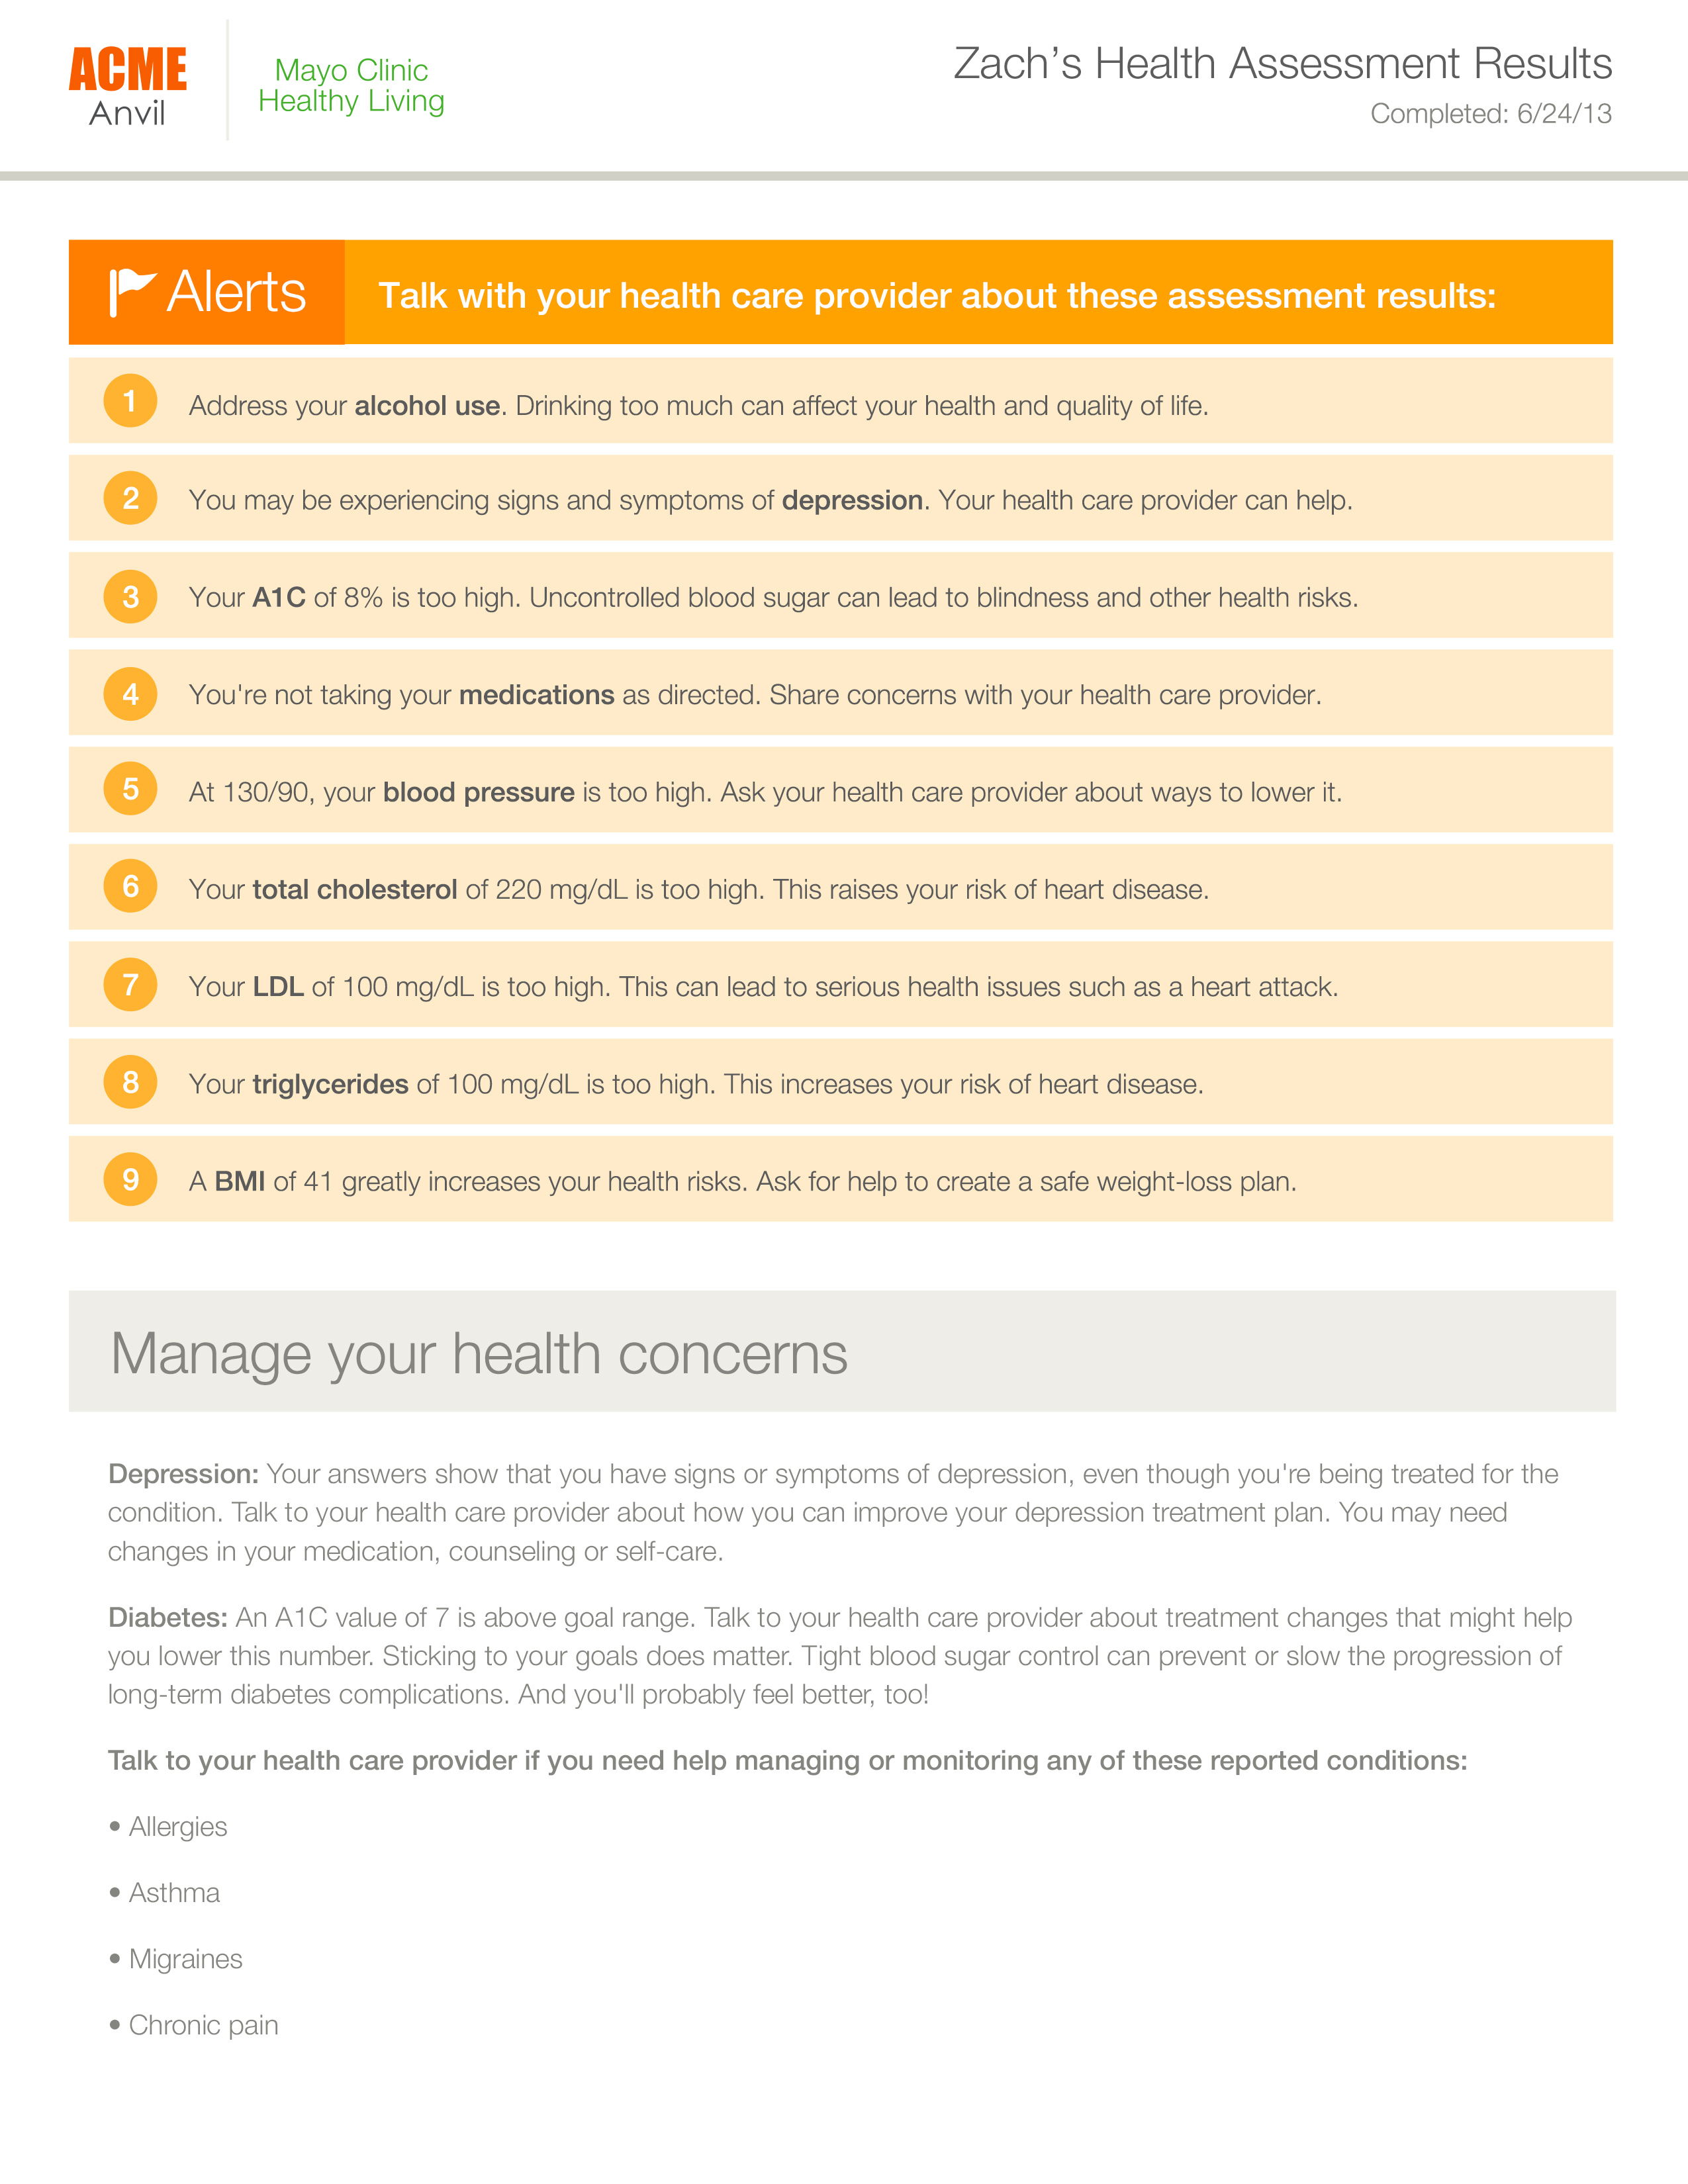 ACME
Anvil
Mayo Clinic
Healthy Living
Zach’s Health Assessment Results
Completed: 6/24/13
Alerts
Talk with your health care provider about these assessment results:
1 Address your alcohol use. Drinking too much can affect your health and quality of life.
2 You may be experiencing signs and symptoms of depression. Your health care provider can help.
3 Your A1C of 8% is too high. Uncontrolled blood sugar can lead to blindness and other health risks.
4 You're not taking your medications as directed. Share concerns with your health care provider.
5 At 130/90, your blood pressure is too high. Ask your health care provider about ways to lower it.
6 Your total cholesterol of 220 mg/dL is too high. This raises your risk of heart disease.
7 Your LDL of 100 mg/dL is too high. This can lead to serious health issues such as a heart attack.
8 Your triglycerides of 100 mg/dL is too high. This increases your risk of heart disease.
9 A BMI of 41 greatly increases your health risks. Ask for help to create a safe weight-loss plan.
Manage your health concerns
Depression: Your answers show that you have signs or symptoms of depression, even though you're being treated for the
condition. Talk to your health care provider about how you can improve your depression treatment plan. You may need
changes in your medication, counseling or self-care.
Diabetes: An A1C value of 7 is above goal range. Talk to your health care provider about treatment changes that might help
you lower this number. Sticking to your goals does matter. Tight blood sugar control can prevent or slow the progression of
long-term diabetes complications. And you'll probably feel better, too!
Talk to your health care provider if you need help managing or monitoring any of these reported conditions:
• Allergies
• Asthma
• Migraines
• Chronic pain